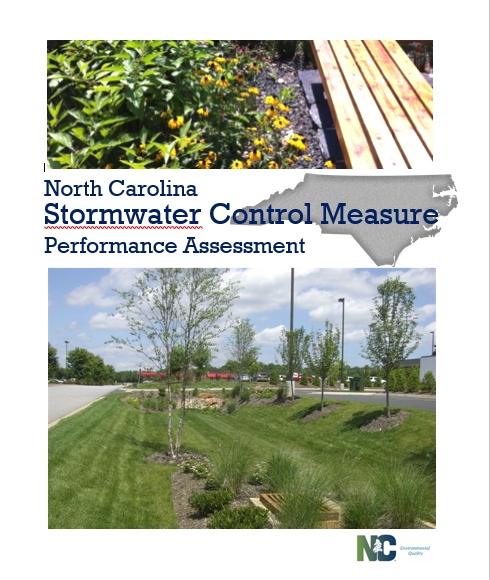 North Carolina
Stormwater Control Measure
Performance Assessment
NC
Environmental
Quality